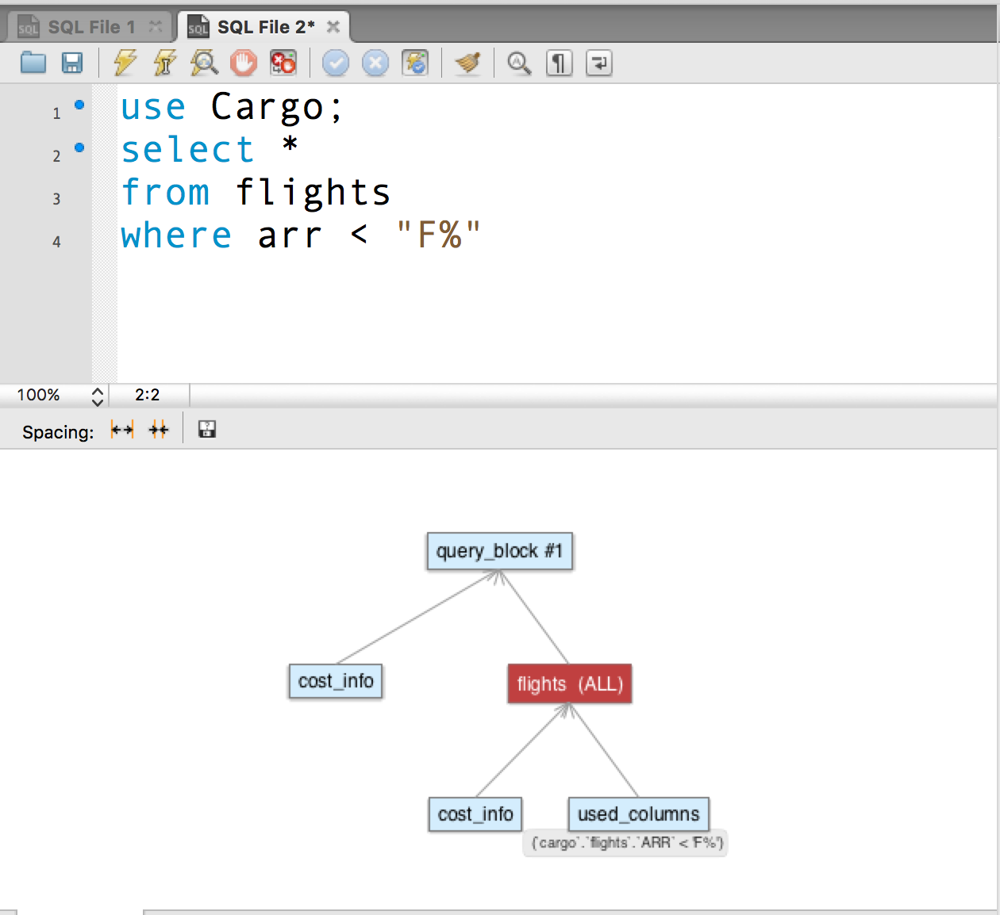 SQL File 1
SQL File 2*
1 use Cargo;
2 select *
3 from flights
4 where arr < "F%"
100% 2:2
Spacing:
query_block #1
cost_info
flights (ALL)
cost_info
used_columns
(`cargo`.`flights`.`ARR` < 'F%')